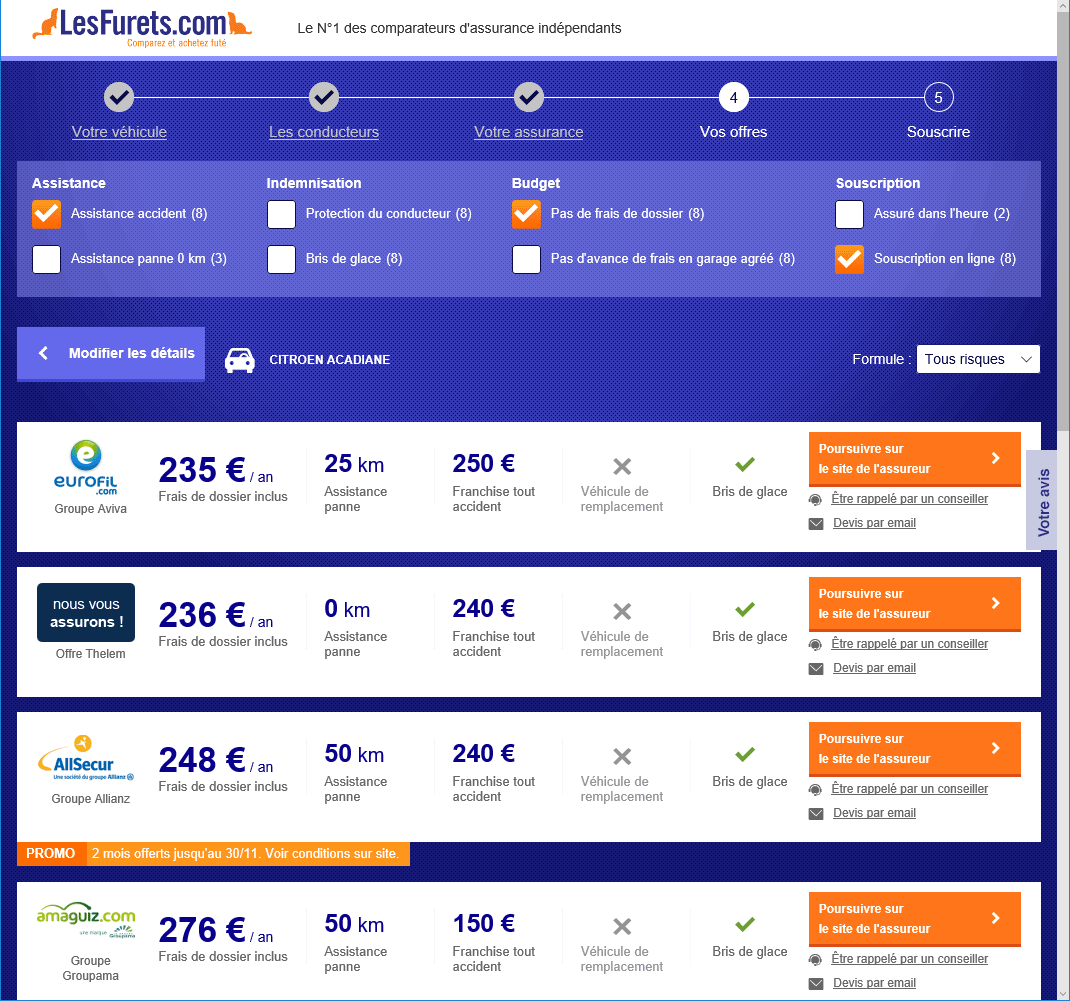 LesFurets.com
Comparez et achetez futé
Le N°1 des comparateurs d'assurance indépendants
4
5
Votre véhicule
Les conducteurs
Votre assurance
Vos offres
Souscrire
Assistance
Indemnisation
Budget
Souscription
Assistance accident (8)
Protection du conducteur (8)
Pas de frais de dossier (8)
Assuré dans l'heure (2)
Assistance panne 0 km (3)
Bris de glace (8)
Pas d'avance de frais en garage agréé (8)
Souscription en ligne (8)
Modifier les détails
CITROEN ACADIANE
Formule :
Tous risques
Votre avis
e
eurofil
.com
Groupe Aviva
235 € / an
Frais de dossier inclus
25 km
Assistance
panne
250 €
Franchise tout
accident
Véhicule de
remplacement
Bris de glace
Poursuivre sur
le site de l'assureur
Être rappelé par un conseiller
Devis par email
nous vous
assurons !
Offre Thelem
236 € / an
Frais de dossier inclus
0 km
Assistance
panne
240 €
Franchise tout
accident
Véhicule de
remplacement
Bris de glace
Poursuivre sur
le site de l'assureur
Être rappelé par un conseiller
Devis par email
AllSecur
Une société du groupe Allianz
Groupe Allianz
248 € / an
Frais de dossier inclus
50 km
Assistance
panne
240 €
Franchise tout
accident
Véhicule de
remplacement
Bris de glace
Poursuivre sur
le site de l'assureur
Être rappelé par un conseiller
Devis par email
PROMO
2 mois offerts jusqu'au 30/11. Voir conditions sur site.
amaguiz.com
une marque
Groupama
Groupe
Groupama
276 € / an
Frais de dossier inclus
50 km
Assistance
panne
150 €
Franchise tout
accident
Véhicule de
remplacement
Bris de glace
Poursuivre sur
le site de l'assureur
Être rappelé par un conseiller
Devis par email